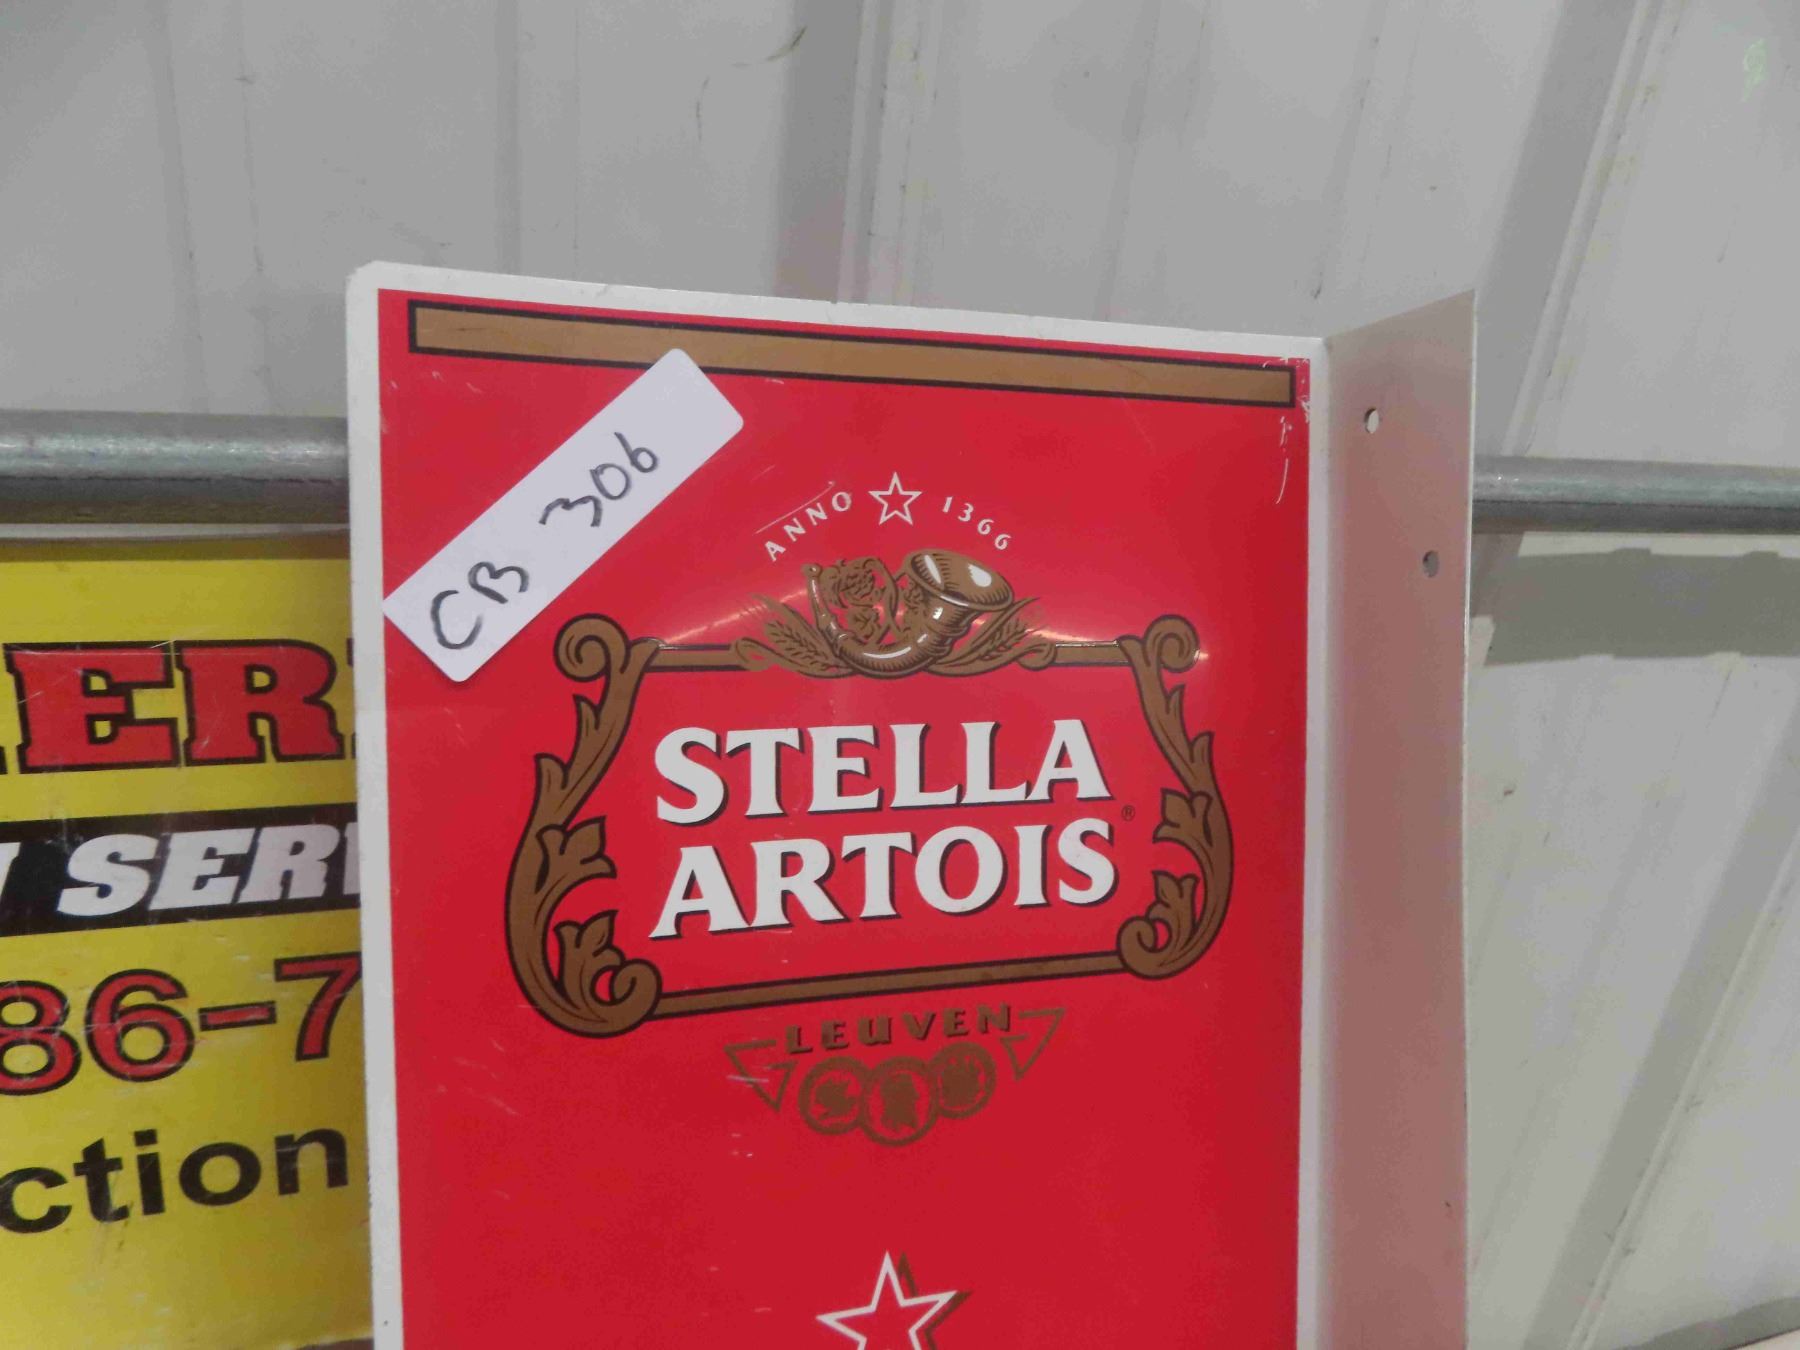 CB 306
ANNO 1366
STELLA
ARTOIS®
LEUVEN
ER
SER
86-7
ction